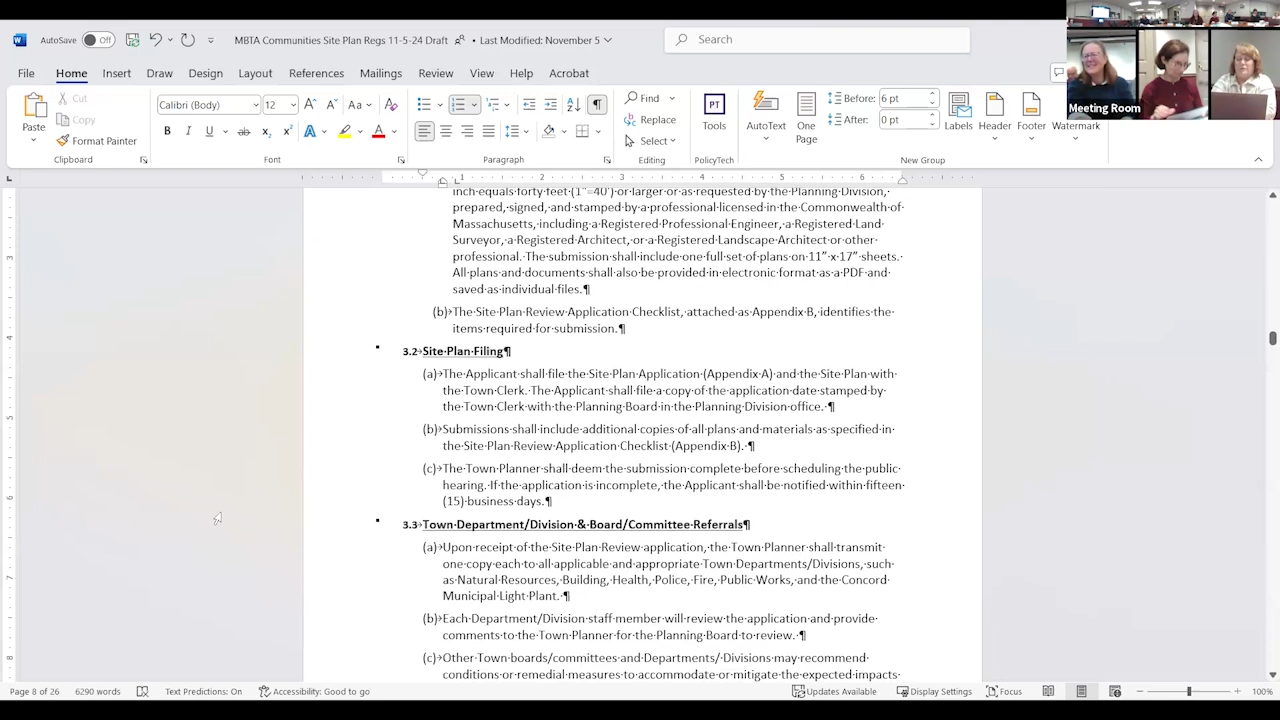 AutoSave Off MBTA Communities Site Plan Regs 11-5-24 Draft • Last Modified: November 5 Search
File Home Insert Draw Design Layout References Mailings Review View Help Acrobat
Meeting Room
Paste Cut Copy Format Painter
Calibri (Body) 12
Find Replace Select
PT Tools
AutoText One Page
Before: 6 pt
After: 0 pt
Labels Header Footer Watermark
Clipboard Font Paragraph Editing PolicyTech New Group
1 2 3 4 5 6
inch·equals·forty·feet·(1"=40')·or·larger·or·as·requested·by·the·Planning·Division,·
prepared,·signed,·and·stamped·by·a·professional·licensed·in·the·Commonwealth·of·
Massachusetts,·including·a·Registered·Professional·Engineer,·a·Registered·Land·
Surveyor,·a·Registered·Architect,·or·a·Registered·Landscape·Architect·or·other·
professional.·The·submission·shall·include·one·full·set·of·plans·on·11”·x·17”·sheets.·
All·plans·and·documents·shall·also·be·provided·in·electronic·format·as·a·PDF·and·
saved·as·individual·files.¶
(b)→The·Site·Plan·Review·Application·Checklist,·attached·as·Appendix·B,·identifies·the·
items·required·for·submission.¶
3.2→Site·Plan·Filing¶
(a)→The·Applicant·shall·file·the·Site·Plan·Application·(Appendix·A)·and·the·Site·Plan·with·
the·Town·Clerk.·The·Applicant·shall·file·a·copy·of·the·application·date·stamped·by·
the·Town·Clerk·with·the·Planning·Board·in·the·Planning·Division·office.·¶
(b)→Submissions·shall·include·additional·copies·of·all·plans·and·materials·as·specified·in·
the·Site·Plan·Review·Application·Checklist·(Appendix·B).·¶
(c)→The·Town·Planner·shall·deem·the·submission·complete·before·scheduling·the·public·
hearing.·If·the·application·is·incomplete,·the·Applicant·shall·be·notified·within·fifteen·
(15)·business·days.¶
3.3→Town·Department/Division·&·Board/Committee·Referrals¶
(a)→Upon·receipt·of·the·Site·Plan·Review·application,·the·Town·Planner·shall·transmit·
one·copy·each·to·all·applicable·and·appropriate·Town·Departments/Divisions,·such·
as·Natural·Resources,·Building,·Health,·Police,·Fire,·Public·Works,·and·the·Concord·
Municipal·Light·Plant.·¶
(b)→Each·Department/Division·staff·member·will·review·the·application·and·provide·
comments·to·the·Town·Planner·for·the·Planning·Board·to·review.·¶
(c)→Other·Town·boards/committees·and·Departments/·Divisions·may·recommend·
conditions·or·remedial·measures·to·accommodate·or·mitigate·the·expected·impacts·
3
4
5
6
7
8
Page 8 of 26 6290 words Text Predictions: On Accessibility: Good to go Updates Available Display Settings Focus 100%